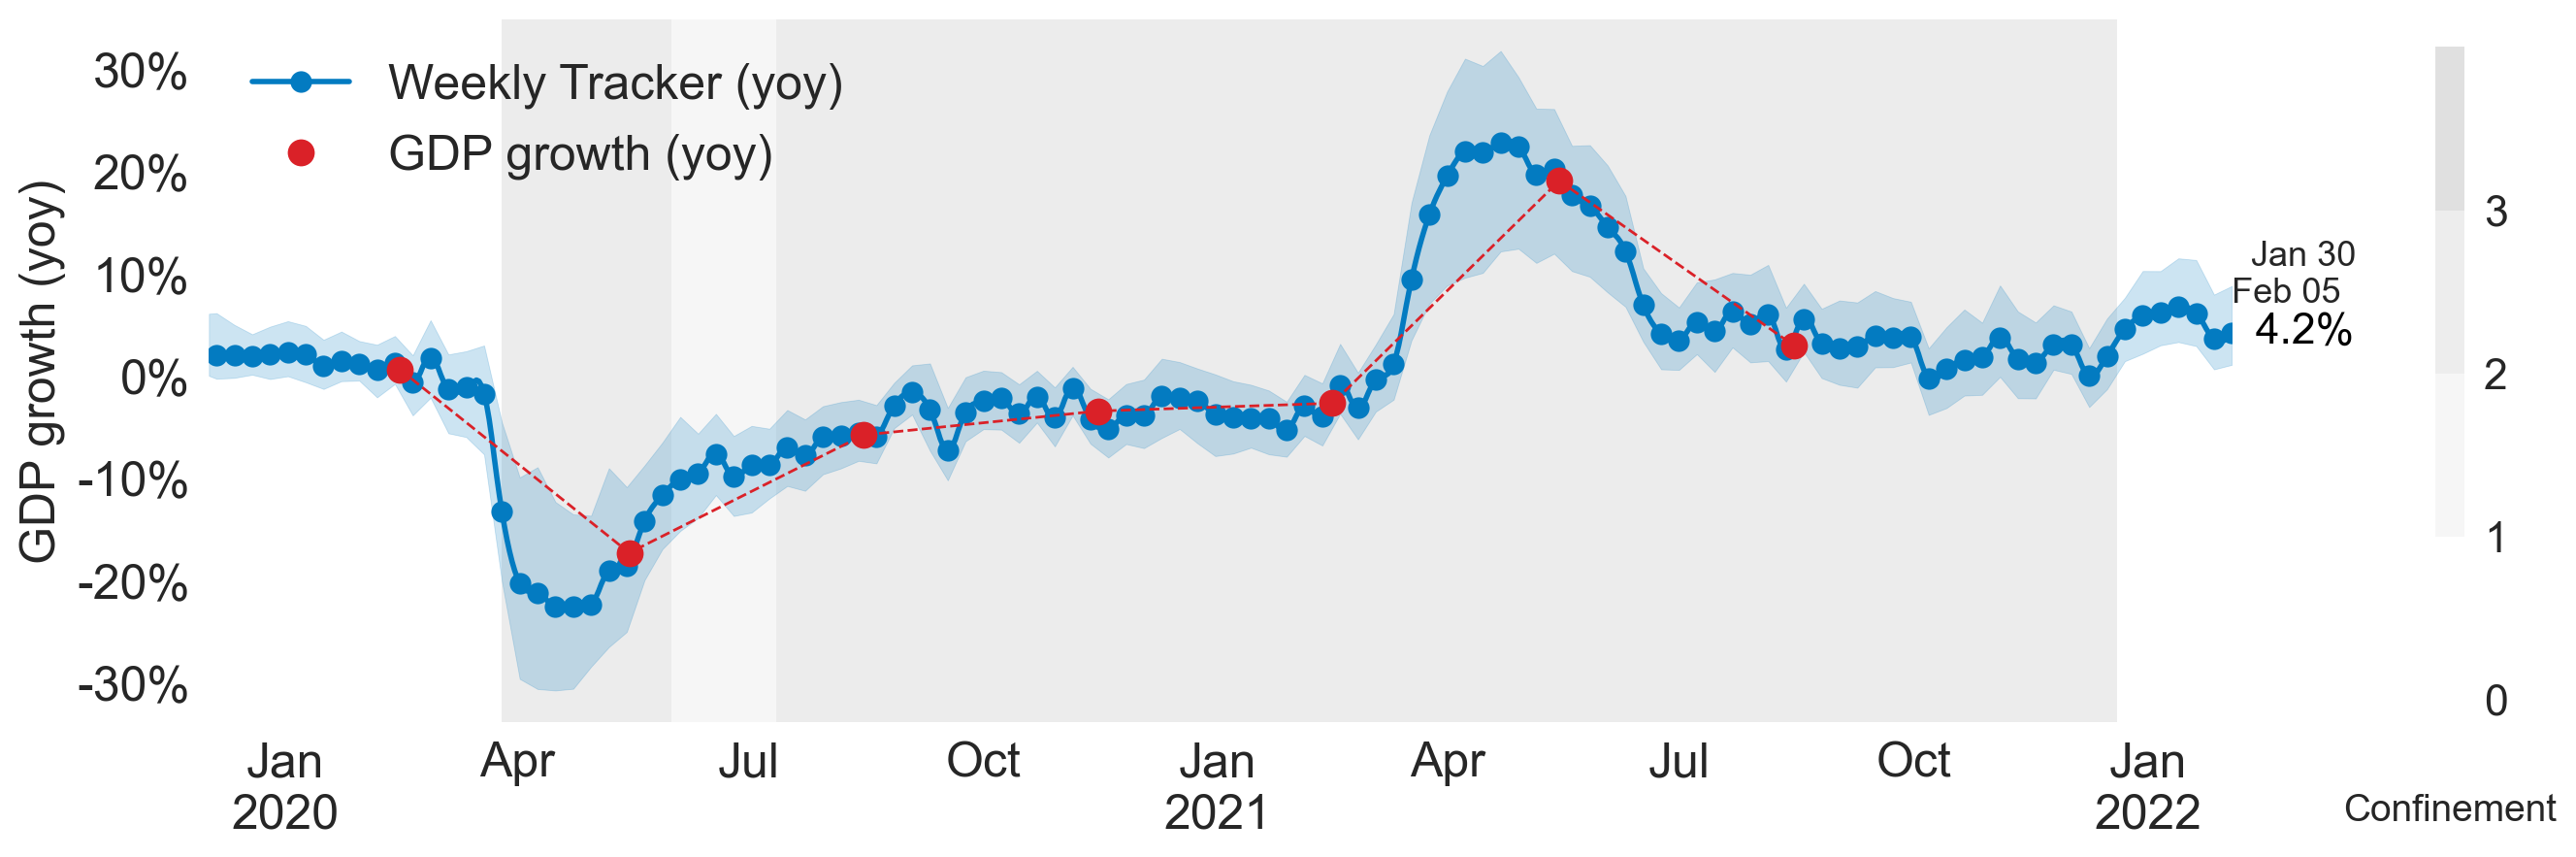 GDP growth (yoy)
30%
20%
10%
0%
-10%
-20%
-30%
Weekly Tracker (yoy)
GDP growth (yoy)
Jan 30
Feb 05
4.2%
3
2
1
0
Jan Apr Jul Oct Jan Apr Jul Oct Jan
2020 2021 2022
Confinement